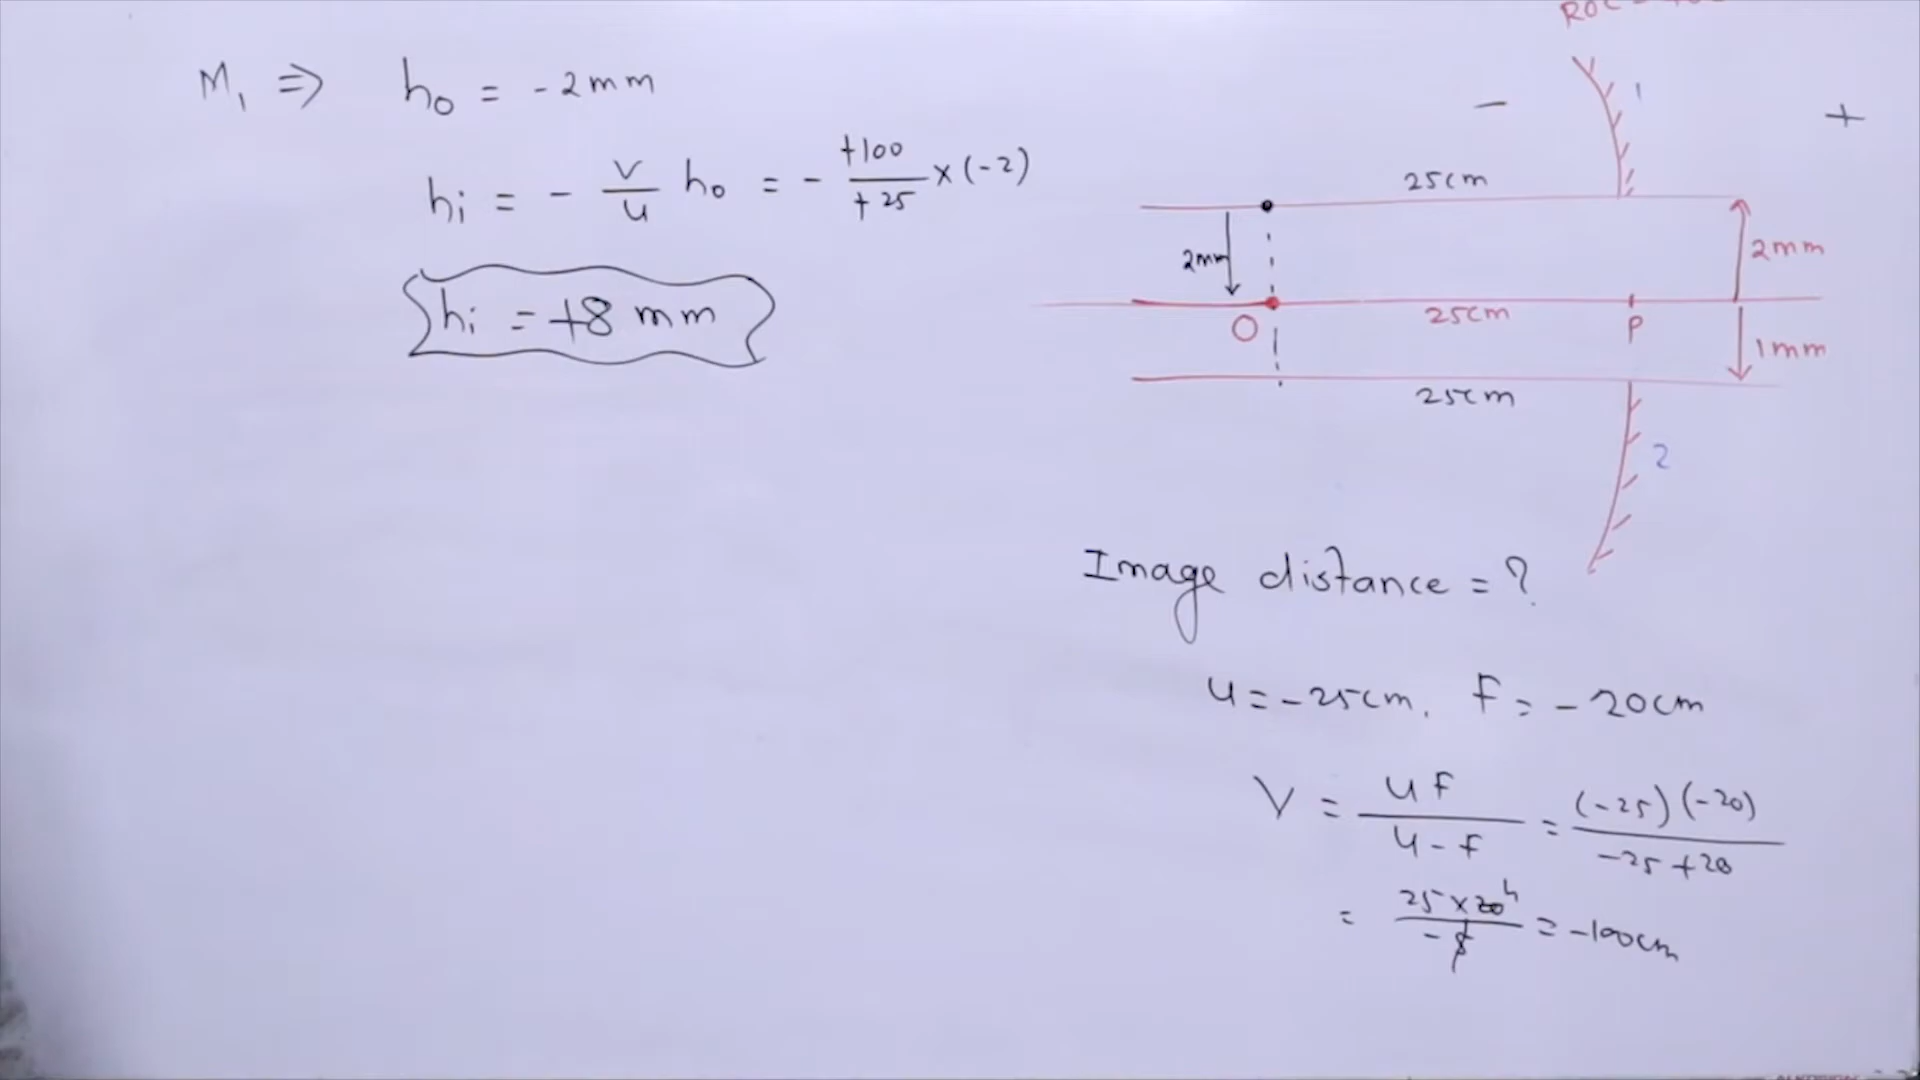 M₁ ⇒ h₀ = -2mm
hᵢ = - v/u h₀ = - +100/+25 × (-2)
hᵢ = +8 mm
ROC
1
- +
25cm
2mm
2mm
O 25cm P
1mm
25cm
2
Image distance = ?
u = -25cm, F = -20cm
V = uF/u-F = (-25)(-20)/-25+20
= 25×20 4/-5 = -100cm